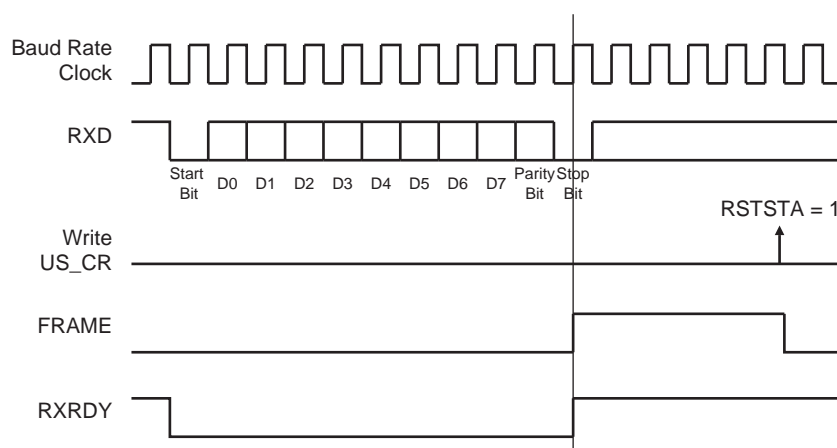 Baud Rate
Clock
RXD
Start
Bit
D0 D1 D2 D3 D4 D5 D6 D7
Parity
Bit
Stop
Bit
RSTSTA = 1
Write
US_CR
FRAME
RXRDY